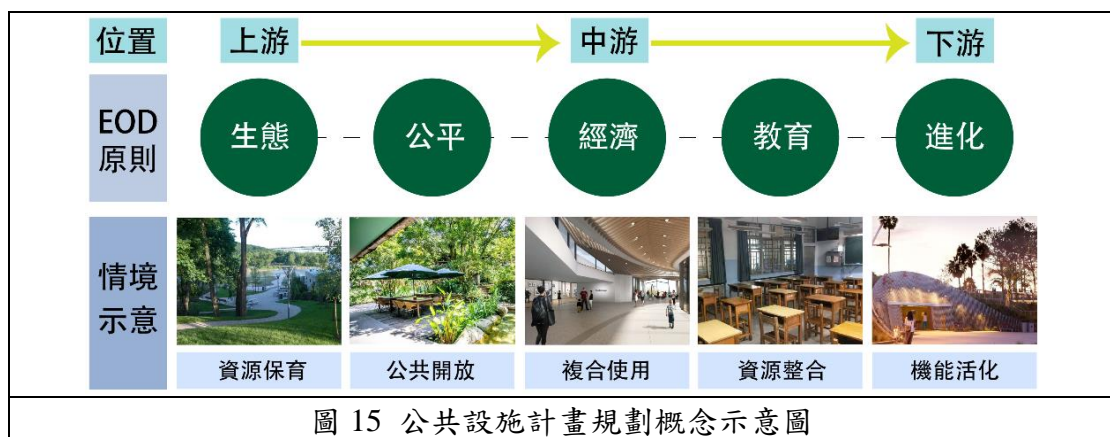 位置
上游
中游
下游
EOD
原則
生態
公平
經濟
教育
進化
情境
示意
資源保育
公共開放
複合使用
資源整合
機能活化
圖 15 公共設施計畫規劃概念示意圖